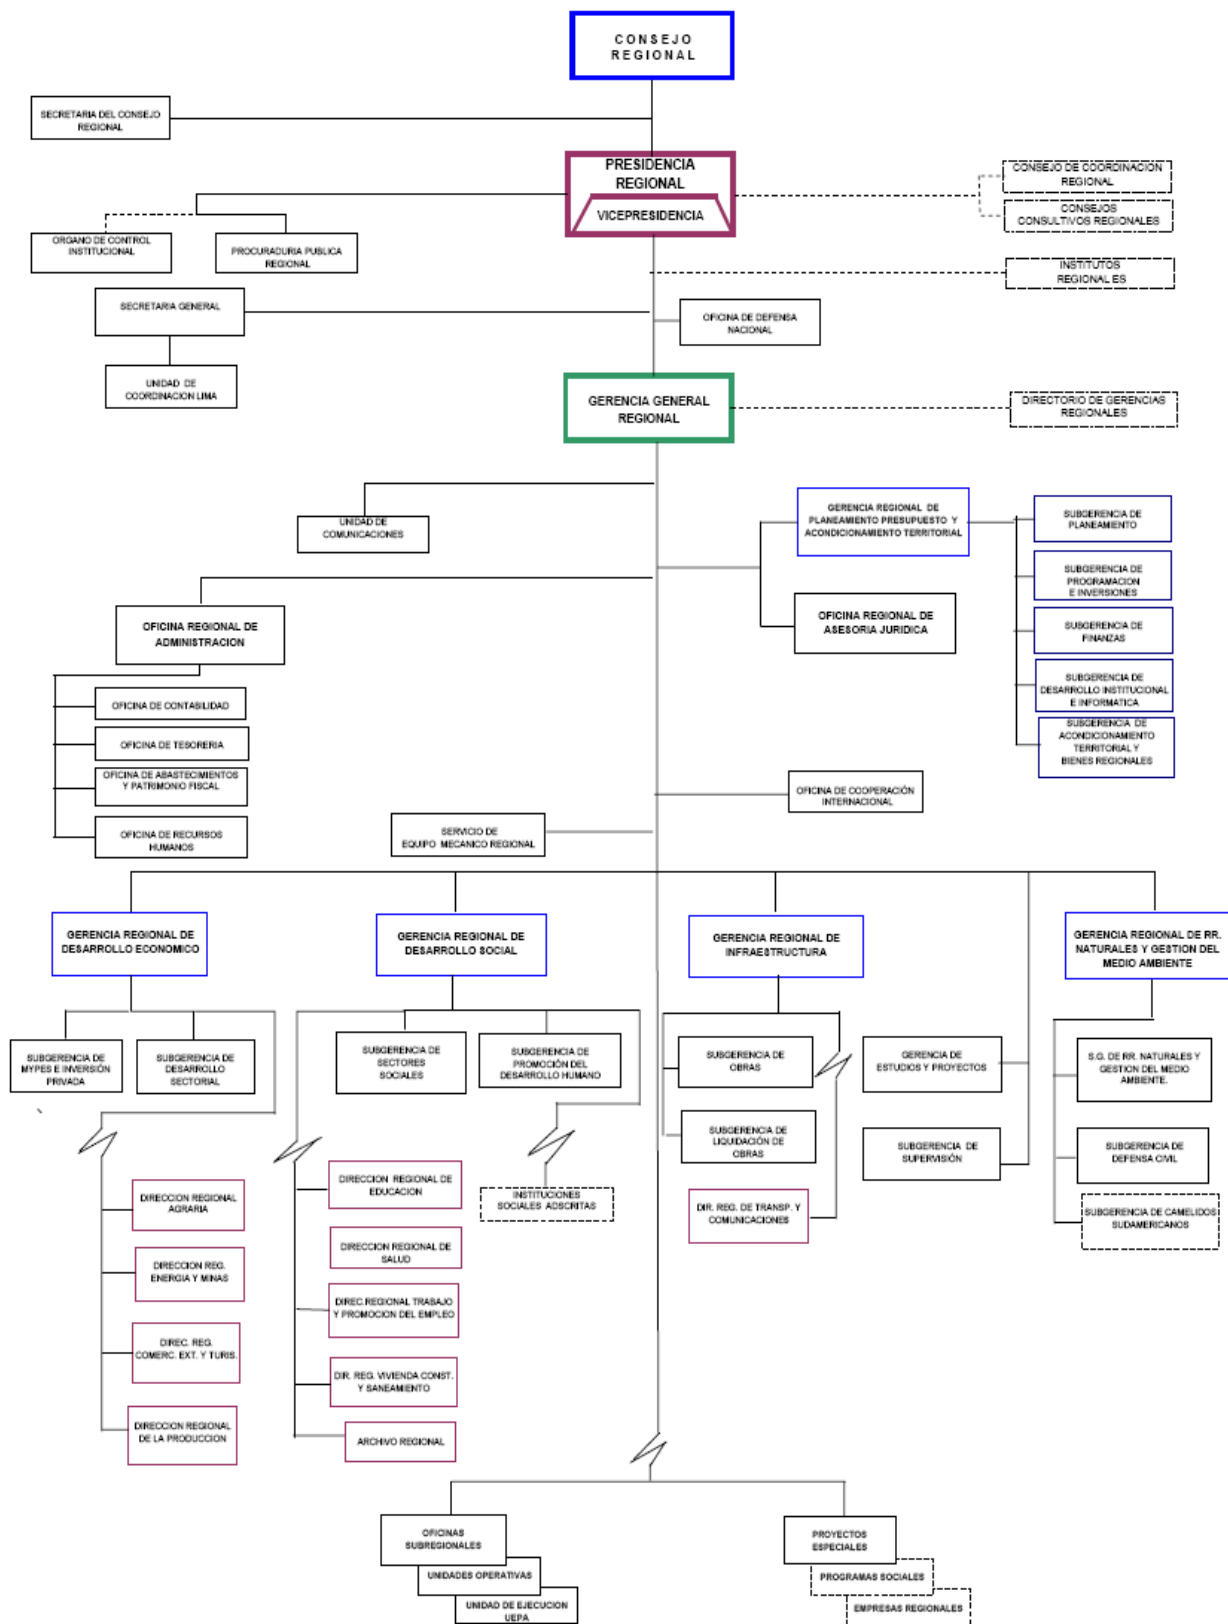 CONSEJO
REGIONAL
SECRETARIA DEL CONSEJO
REGIONAL
PRESIDENCIA
REGIONAL
VICEPRESIDENCIA
CONSEJO DE COORDINACION
REGIONAL
CONSEJOS
CONSULTIVOS REGIONALES
ORGANO DE CONTROL
INSTITUCIONAL
PROCURADURIA PUBLICA
REGIONAL
INSTITUTOS
REGIONAL ES
SECRETARIA GENERAL
OFICINA DE DEFENSA
NACIONAL
UNIDAD DE
COORDINACION LIMA
GERENCIA GENERAL
REGIONAL
DIRECTORIO DE GERENCIAS
REGIONALES
UNIDAD DE
COMUNICACIONES
GERENCIA REGIONAL DE
PLANEAMIENTO PRESUPUESTO Y
ACONDICIONAMIENTO TERRITORIAL
SUBGERENCIA DE
PLANEAMIENTO
SUBGERENCIA DE
PROGRAMACION
E INVERSIONES
OFICINA REGIONAL DE
ASESORIA JURIDICA
SUBGERENCIA DE
FINANZAS
OFICINA REGIONAL DE
ADMINISTRACION
SUBGERENCIA DE
DESARROLLO INSTITUCIONAL
E INFORMATICA
OFICINA DE CONTABILIDAD
SUBGERENCIA DE
ACONDICIONAMIENTO
TERRITORIAL Y
BIENES REGIONALES
OFICINA DE TESORERIA
OFICINA DE ABASTECIMIENTOS
Y PATRIMONIO FISCAL
OFICINA DE COOPERACIÓN
INTERNACIONAL
OFICINA DE RECURSOS
HUMANOS
SERVICIO DE
EQUIPO MECANICO REGIONAL
GERENCIA REGIONAL DE
DESARROLLO ECONOMICO
GERENCIA REGIONAL DE
DESARROLLO SOCIAL
GERENCIA REGIONAL DE
INFRAESTRUCTURA
GERENCIA REGIONAL DE RR.
NATURALES Y GESTION DEL
MEDIO AMBIENTE
SUBGERENCIA DE
MYPES E INVERSIÓN
PRIVADA
SUBGERENCIA DE
DESARROLLO
SECTORIAL
SUBGERENCIA DE
SECTORES
SOCIALES
SUBGERENCIA DE
PROMOCIÓN DEL
DESARROLLO HUMANO
SUBGERENCIA DE
OBRAS
GERENCIA DE
ESTUDIOS Y PROYECTOS
S.G. DE RR. NATURALES Y
GESTION DEL MEDIO
AMBIENTE.
SUBGERENCIA DE
LIQUIDACIÓN DE
OBRAS
SUBGERENCIA DE
SUPERVISIÓN
SUBGERENCIA DE
DEFENSA CIVIL
DIRECCION REGIONAL
AGRARIA
DIRECCION REGIONAL DE
EDUCACION
INSTITUCIONES
SOCIALES ADSCRITAS
DIR. REG. DE TRANSP. Y
COMUNICACIONES
SUBGERENCIA DE CAMELIDOS
SUDAMERICANOS
DIRECCION REG.
ENERGIA Y MINAS
DIRECCION REGIONAL DE
SALUD
DIREC.REGIONAL TRABAJO
Y PROMOCION DEL EMPLEO
DIREC. REG.
COMERC. EXT. Y TURIS.
DIR. REG. VIVIENDA CONST.
Y SANEAMIENTO
DIRECCION REGIONAL
DE LA PRODUCCION
ARCHIVO REGIONAL
OFICINAS
SUBREGIONALES
UNIDADES OPERATIVAS
UNIDAD DE EJECUCION
UEPA
PROYECTOS
ESPECIALES
PROGRAMAS SOCIALES
EMPRESAS REGIONALES